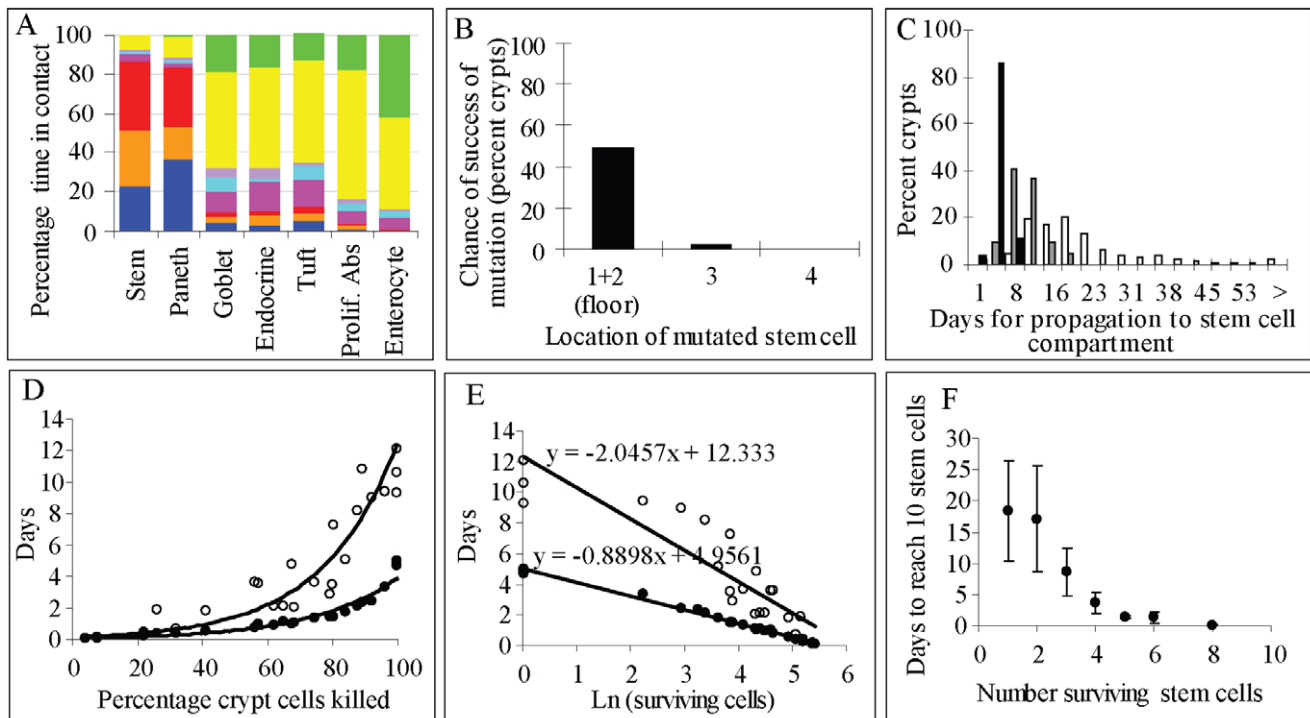 A
Percentage time in contact
100
80
60
40
20
0
Stem
Paneth
Goblet
Endocrine
Tuft
Prolif. Abs
Enterocyte
B
Chance of success of
mutation (percent crypts)
100
80
60
40
20
0
1+2
(floor)
3
4
Location of mutated stem cell
C
Percent crypts
100
80
60
40
20
0
1 8 16 23 31 38 45 53 >
Days for propagation to stem cell
compartment
D
Days
14
12
10
8
6
4
2
0
0 20 40 60 80 100
Percentage crypt cells killed
E
Days
14
12
10
8
6
4
2
0
y = -2.0457x + 12.333
y = -0.8898x + 4.9561
0 1 2 3 4 5 6
Ln (surviving cells)
F
Days to reach 10 stem cells
30
25
20
15
10
5
0
0 2 4 6 8 10
Number surviving stem cells